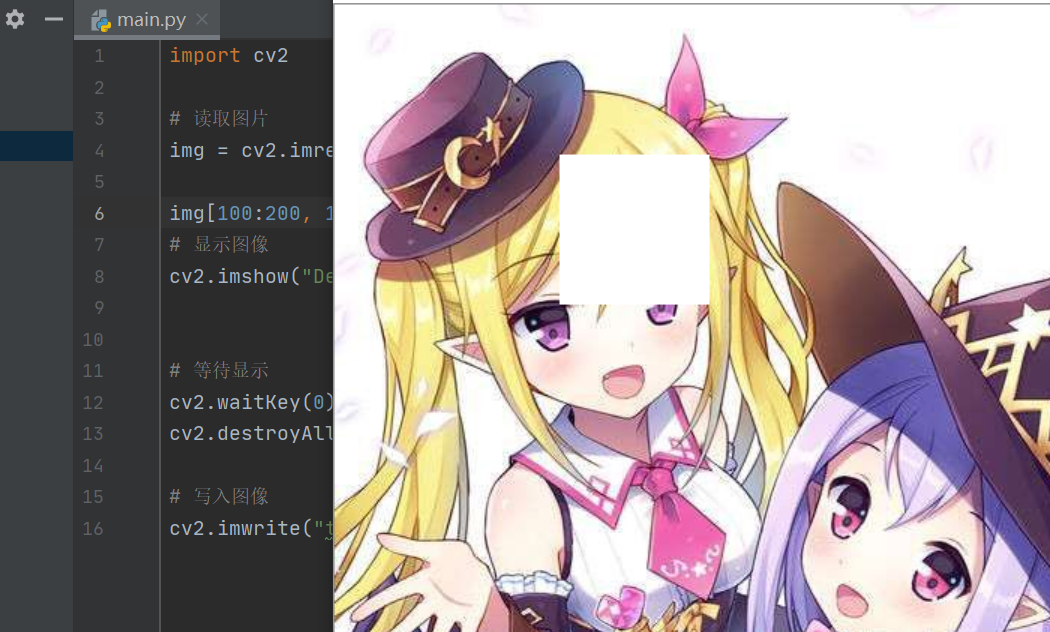 main.py
1 import cv2
2
3 # 读取图片
4 img = cv2.imre
5
6 img[100:200, 1
7 # 显示图像
8 cv2.imshow("De
9
10
11 # 等待显示
12 cv2.waitKey(0)
13 cv2.destroyAll
14
15 # 写入图像
16 cv2.imwrite("t